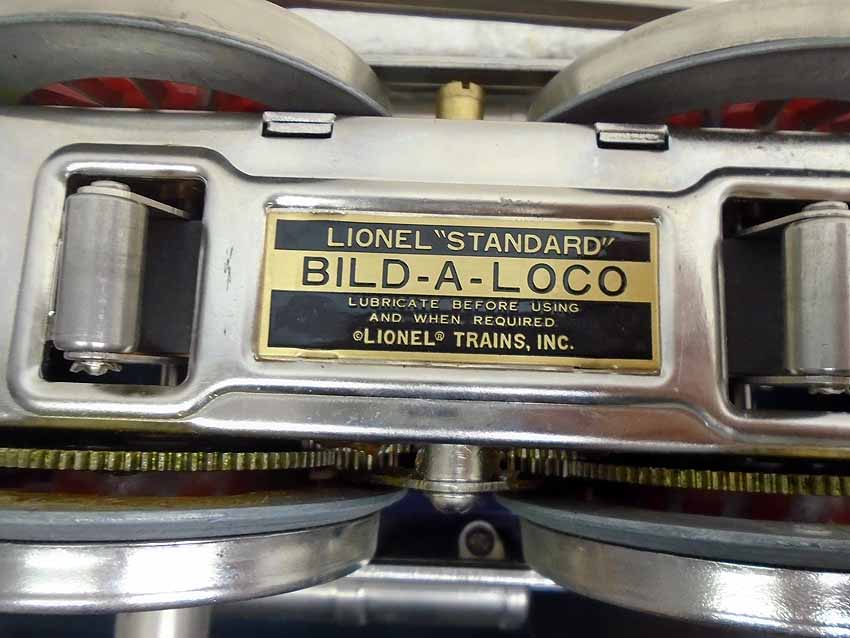 LIONEL "STANDARD"
BILD-A-LOCO
LUBRICATE BEFORE USING
AND WHEN REQUIRED
©LIONEL® TRAINS, INC.